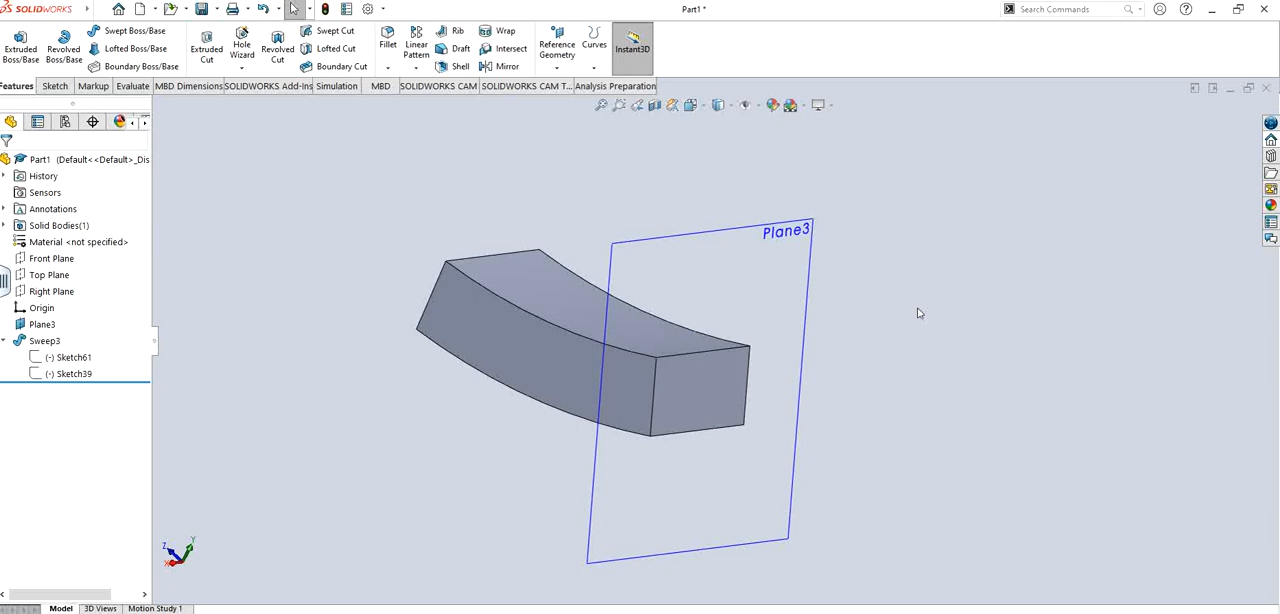 SOLIDWORKS
Part1 *
Search Commands
Extruded Boss/Base
Revolved Boss/Base
Swept Boss/Base
Lofted Boss/Base
Boundary Boss/Base
Extruded Cut
Hole Wizard
Revolved Cut
Swept Cut
Lofted Cut
Boundary Cut
Fillet
Linear Pattern
Rib
Draft
Shell
Wrap
Intersect
Mirror
Reference Geometry
Curves
Instant3D
Features Sketch Markup Evaluate MBD Dimensions SOLIDWORKS Add-Ins Simulation MBD SOLIDWORKS CAM SOLIDWORKS CAM T... Analysis Preparation
Part1 (Default<<Default>_Dis
History
Sensors
Annotations
Solid Bodies(1)
Material <not specified>
Front Plane
Top Plane
Right Plane
Origin
Plane3
Sweep3
(-) Sketch61
(-) Sketch39
Plane3
Z
Y
X
Model 3D Views Motion Study 1